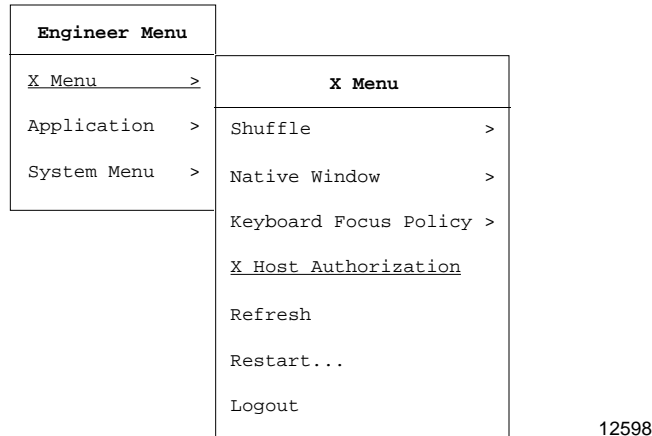 Engineer Menu
X Menu >
Application >
System Menu >
X Menu
Shuffle >
Native Window >
Keyboard Focus Policy >
X Host Authorization
Refresh
Restart...
Logout
12598